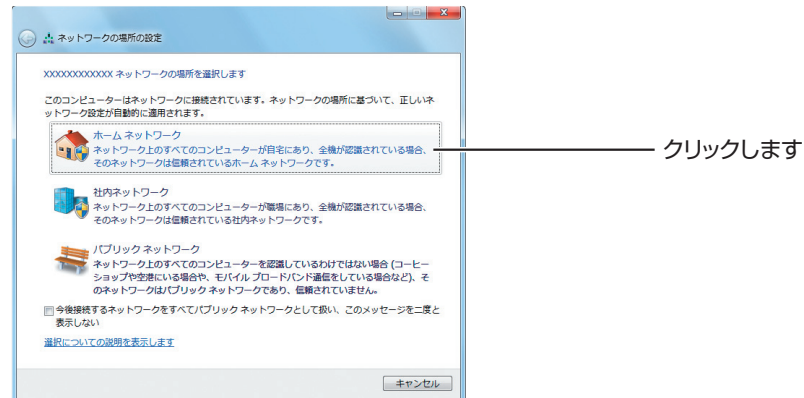 ネットワークの場所の設定
XXXXXXXXXXXX ネットワークの場所を選択します
このコンピューターはネットワークに接続されています。ネットワークの場所に基づいて、正しいネ
ットワーク設定が自動的に適用されます。
ホーム ネットワーク
ネットワーク上のすべてのコンピューターが自宅にあり、全機が認識されている場合、
そのネットワークは信頼されているホーム ネットワークです。
クリックします
社内ネットワーク
ネットワーク上のすべてのコンピューターが職場にあり、全機が認識されている場合、
そのネットワークは信頼されている社内ネットワークです。
パブリック ネットワーク
ネットワーク上のすべてのコンピューターを認識しているわけではない場合 (コーヒー
ショップや空港にいる場合や、モバイル ブロードバンド通信をしている場合など)、そ
のネットワークはパブリック ネットワークであり、信頼されていません。
今後接続するネットワークをすべてパブリック ネットワークとして扱い、このメッセージを二度と
表示しない
選択についての説明を表示します
キャンセル